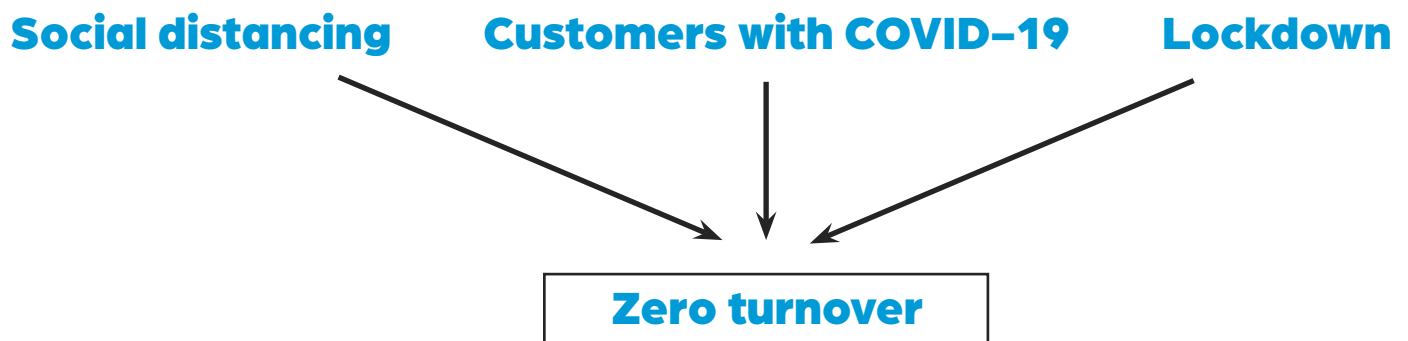 Social distancing Customers with COVID–19 Lockdown
Zero turnover